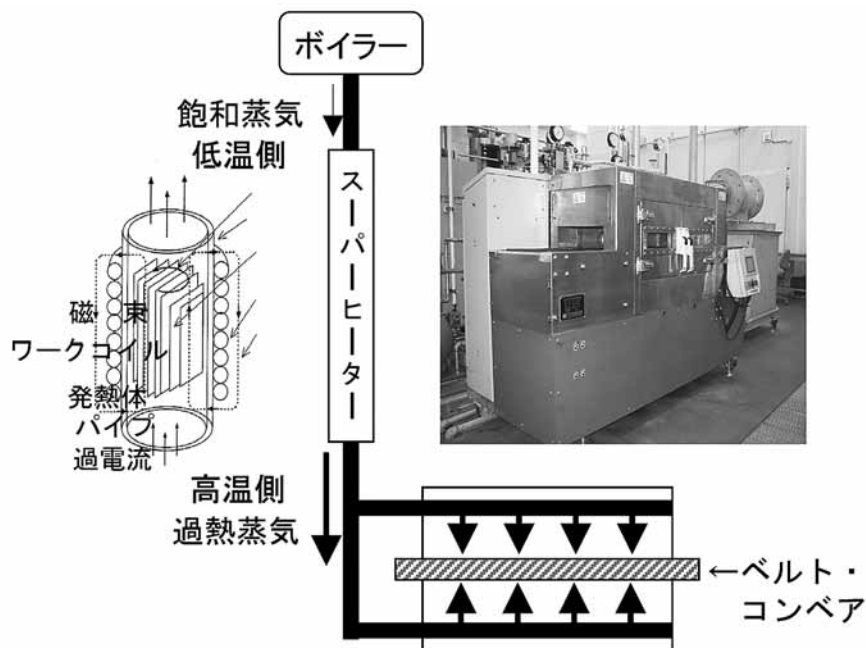 ボイラー
飽和蒸気
低温側
スーパーヒーター
磁 束
ワークコイル
発熱体
パイプ
過電流
高温側
過熱蒸気
←ベルト・
コンベア